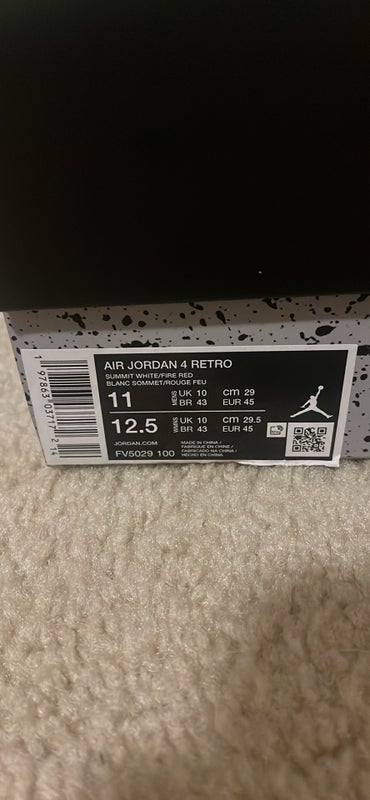 AIR JORDAN 4 RETRO
SUMMIT WHITE/FIRE RED
BLANC SOMMET/ROUGE FEU
11 MENS UK 10 cm 29
BR 43 EUR 45
12.5 WMNS UK 10 cm 29.5
BR 43 EUR 45
JORDAN.COM
FV5029 100
MADE IN CHINA /
FABRIQUÉ EN CHINE /
FABRICADO NA CHINA /
HECHO EN CHINA